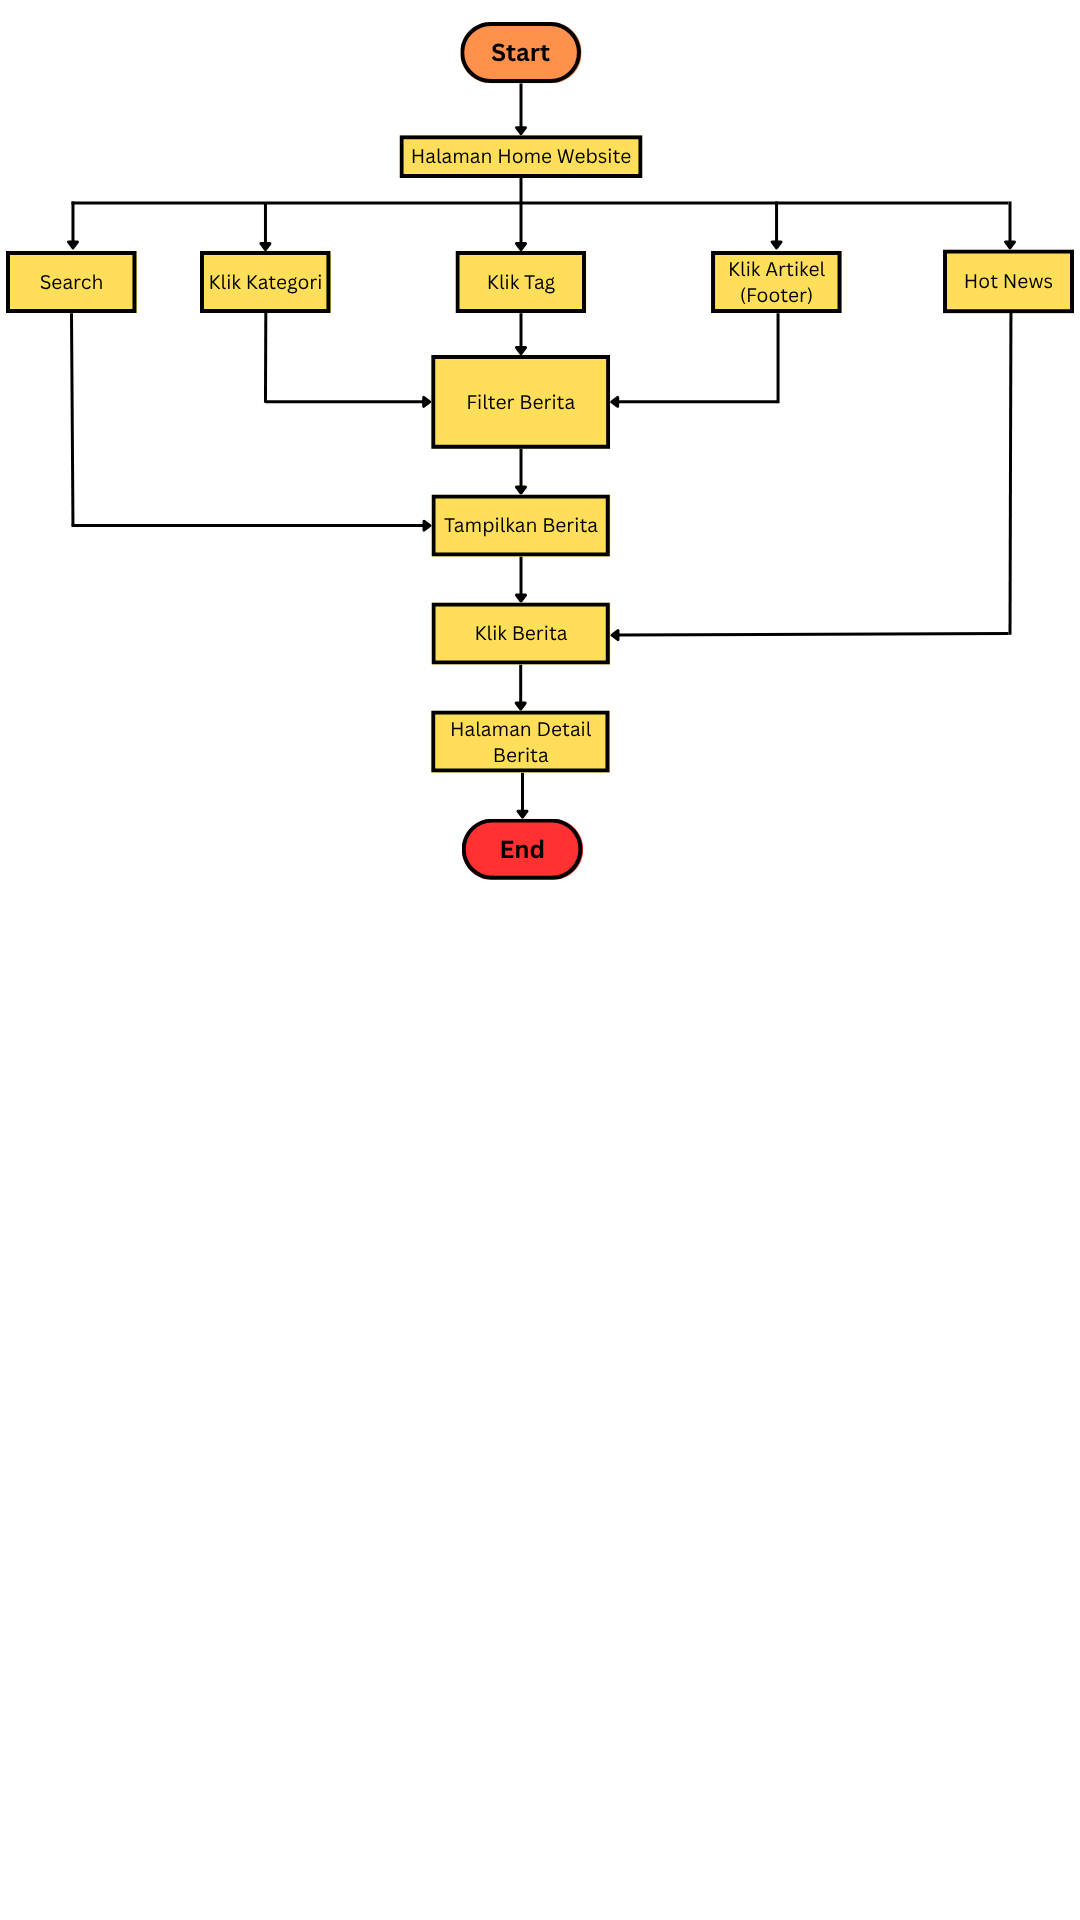 Start
Halaman Home Website
Search
Klik Kategori
Klik Tag
Klik Artikel
(Footer)
Hot News
Filter Berita
Tampilkan Berita
Klik Berita
Halaman Detail
Berita
End